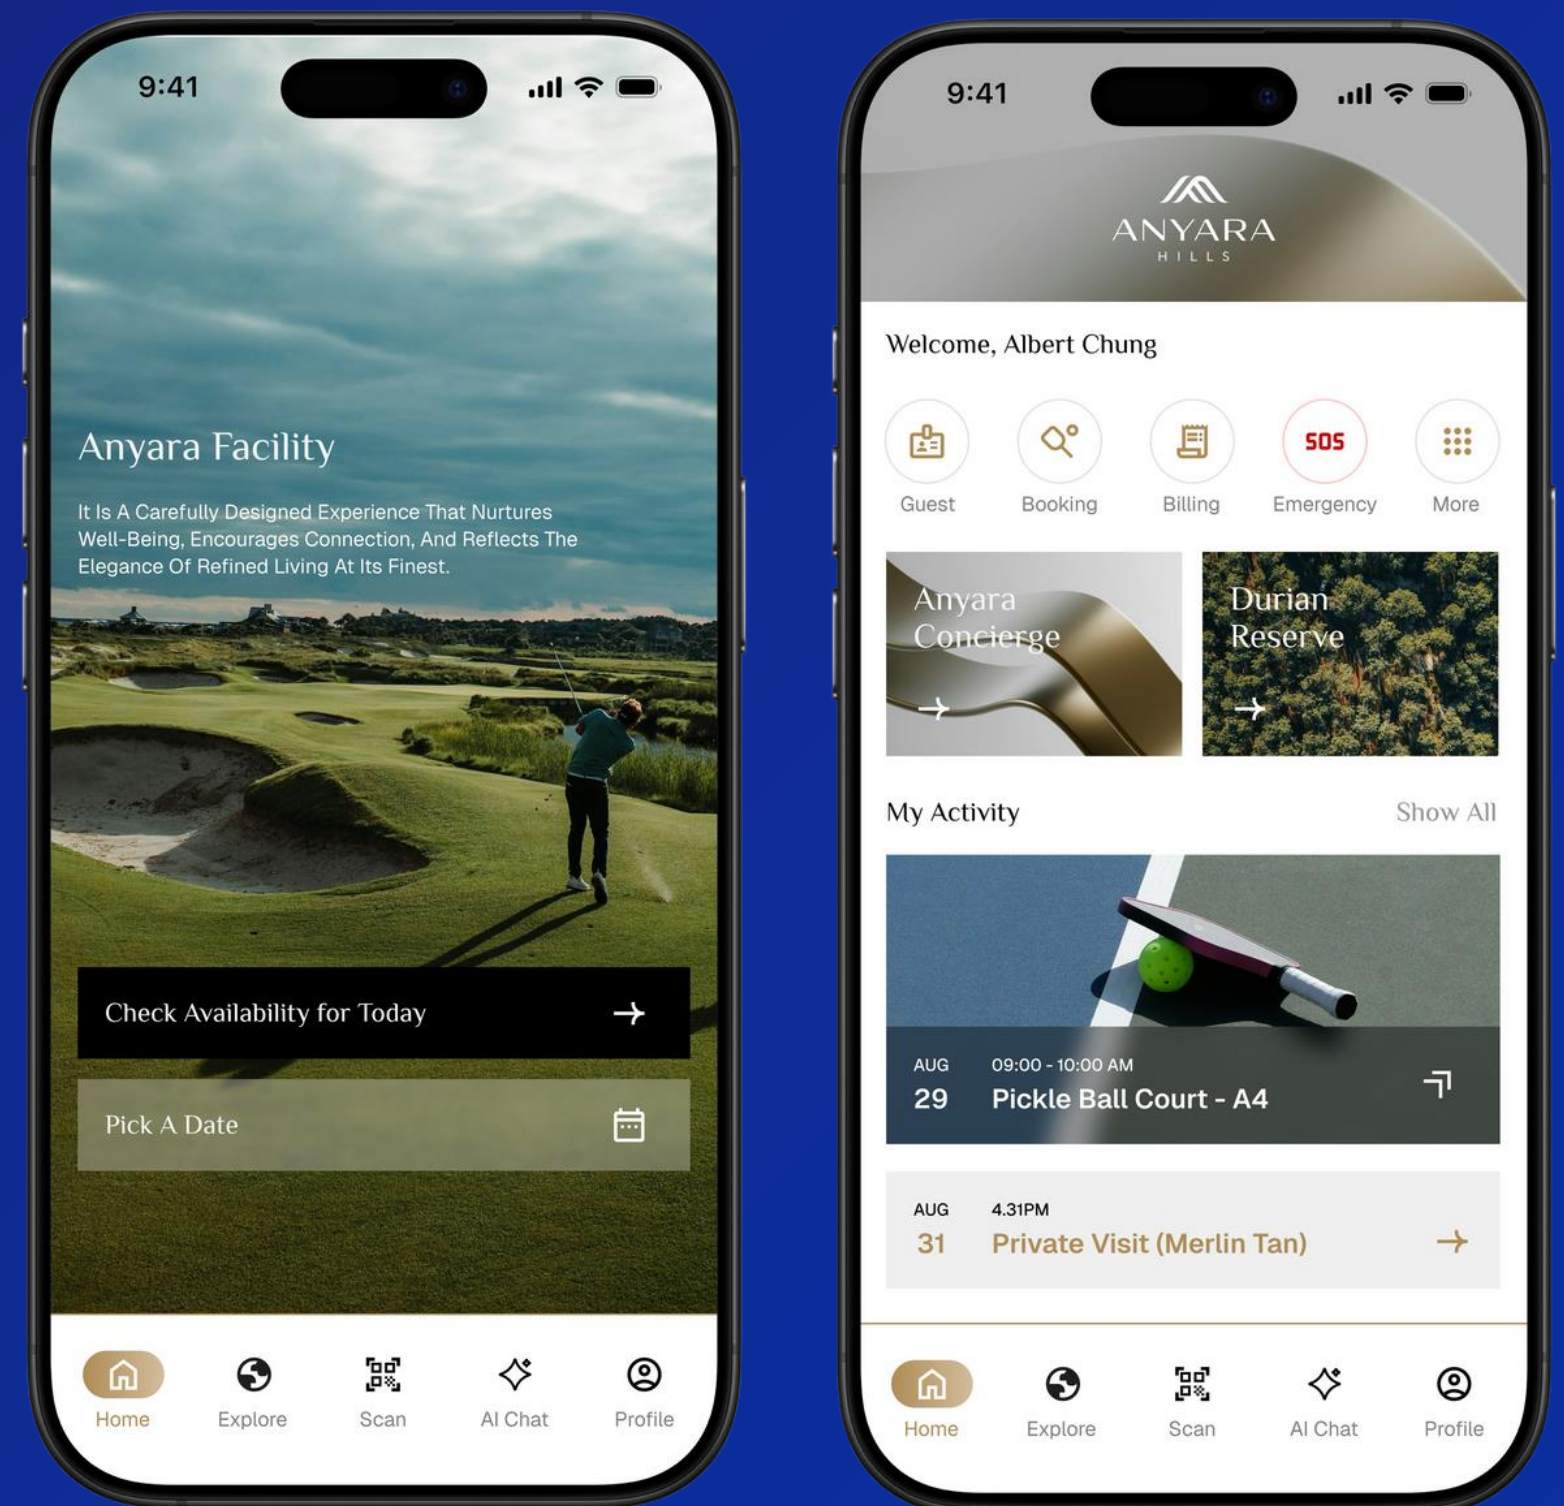 9:41
Anyara Facility
It Is A Carefully Designed Experience That Nurtures
Well-Being, Encourages Connection, And Reflects The
Elegance Of Refined Living At Its Finest.
Check Availability for Today
Pick A Date
Home
Explore
Scan
AI Chat
Profile
9:41
ANYARA
HILLS
Welcome, Albert Chung
SOS
Guest
Booking
Billing
Emergency
More
Anyara
Concierge
Durian
Reserve
My Activity
Show All
AUG
29
09:00 - 10:00 AM
Pickle Ball Court - A4
AUG
31
4.31PM
Private Visit (Merlin Tan)
Home
Explore
Scan
AI Chat
Profile